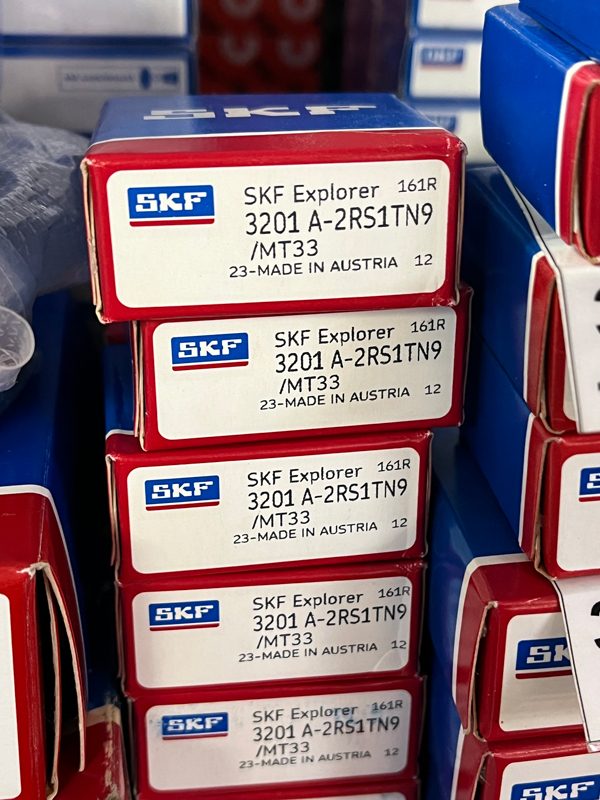 SKF
SKF
SKF Explorer 161R
3201 A-2RS1TN9
/MT33
23-MADE IN AUSTRIA 12
SKF
SKF Explorer 161R
3201 A-2RS1TN9
/MT33
23-MADE IN AUSTRIA 12
SKF
SKF Explorer 161R
3201 A-2RS1TN9
/MT33
23-MADE IN AUSTRIA 12
SKF
SKF Explorer 161R
3201 A-2RS1TN9
/MT33
23-MADE IN AUSTRIA 12
SKF
SKF Explorer 161R
3201 A-2RS1TN9
/MT33
23-MADE IN AUSTRIA 12
SKF